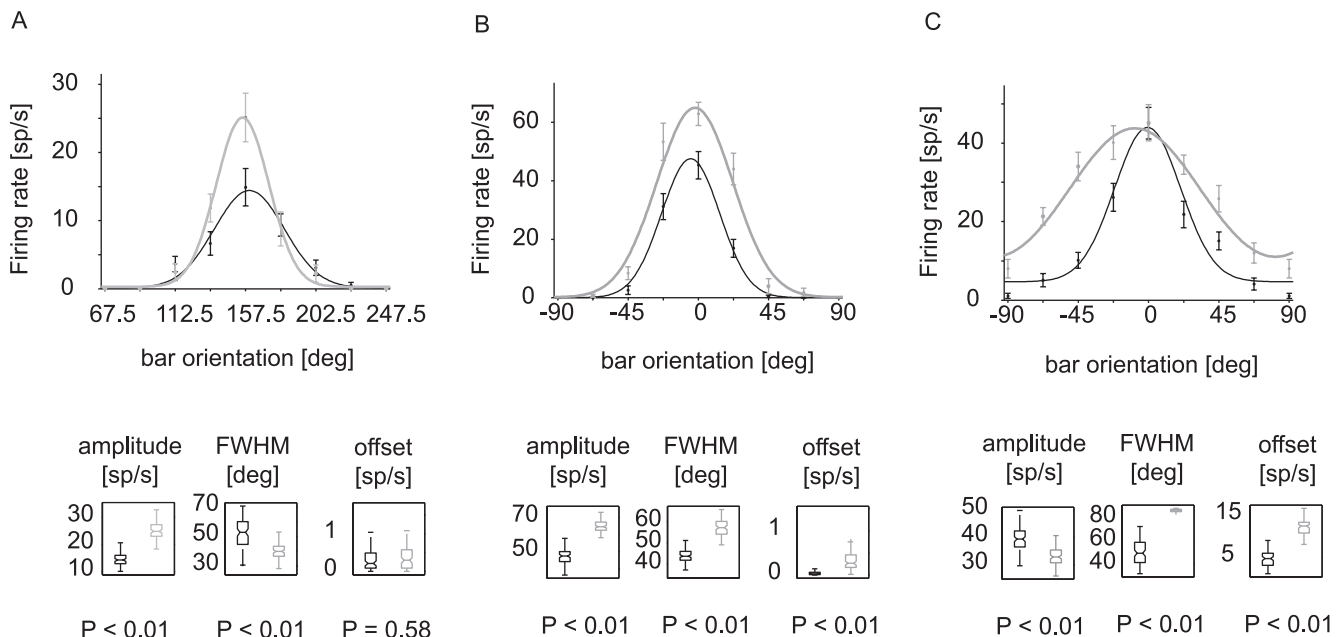 A
B
C
Firing rate [sp/s]
30
20
10
0
67.5 112.5 157.5 202.5 247.5
bar orientation [deg]
Firing rate [sp/s]
60
40
20
0
-90 -45 0 45 90
bar orientation [deg]
Firing rate [sp/s]
40
20
0
-90 -45 0 45 90
bar orientation [deg]
amplitude [sp/s]
FWHM [deg]
offset [sp/s]
30
20
10
70
50
30
1
0
P < 0.01 P < 0.01 P = 0.58
amplitude [sp/s]
FWHM [deg]
offset [sp/s]
70
50
60
40
1
0
P < 0.01 P < 0.01 P < 0.01
amplitude [sp/s]
FWHM [deg]
offset [sp/s]
50
40
30
80
60
40
15
5
P < 0.01 P < 0.01 P < 0.01